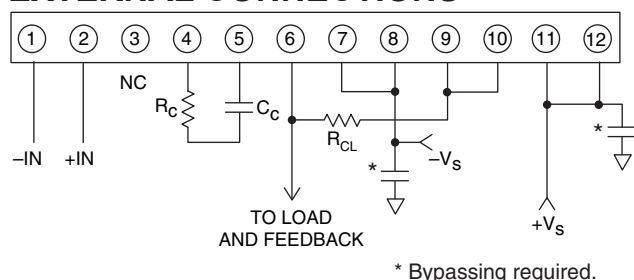 EXTERNAL CONNECTIONS
1 2 3 4 5 6 7 8 9 10 11 12
NC
RC CC
RCL
* –VS *
–IN +IN
TO LOAD
AND FEEDBACK
+VS
* Bypassing required.